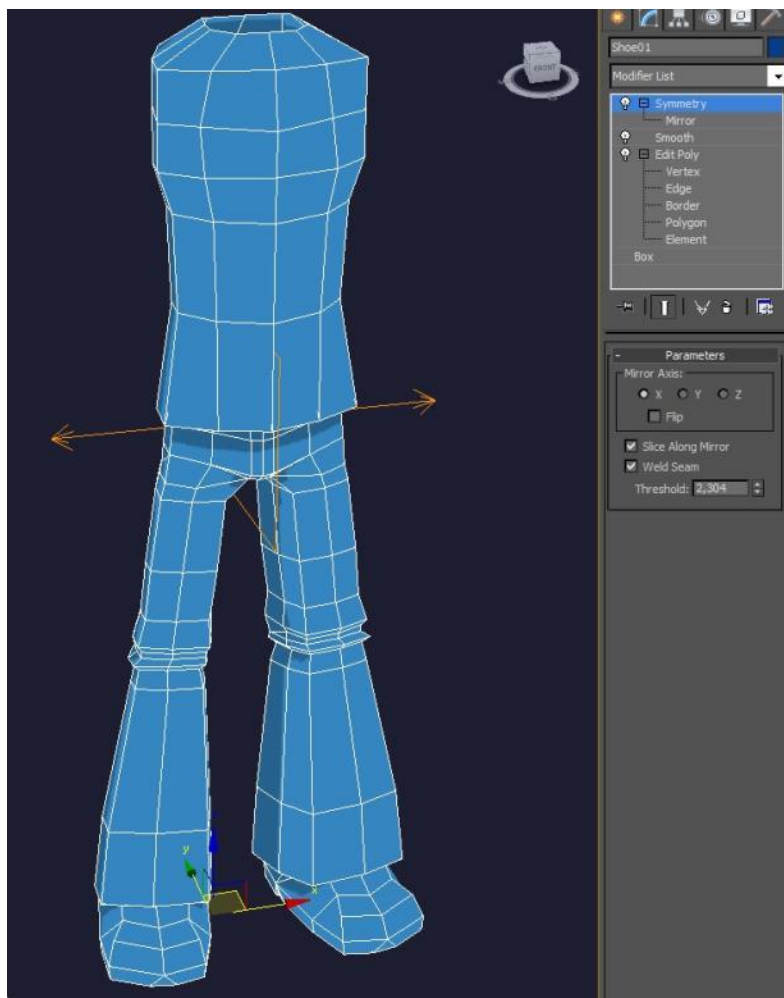 Shoe01
FRONT
Modifier List
Symmetry
Mirror
Smooth
Edit Poly
Vertex
Edge
Border
Polygon
Element
Box
- Parameters
Mirror Axis:
X Y Z
Flip
Slice Along Mirror
Weld Seam
Threshold: 2,304
y
x